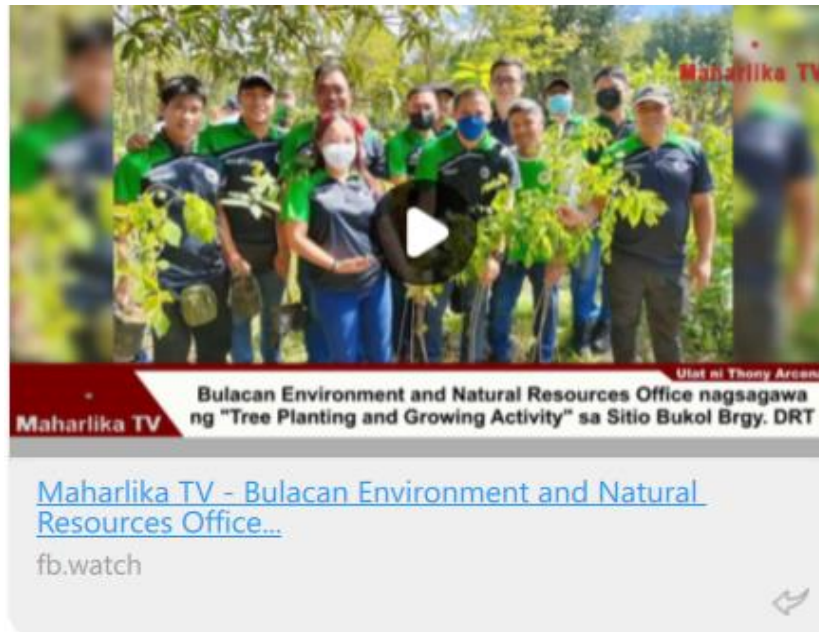 Maharlika TV
Ulat ni Thony Arcena
Maharlika TV
Bulacan Environment and Natural Resources Office nagsagawa
ng "Tree Planting and Growing Activity" sa Sitio Bukol Brgy. DRT
Maharlika TV - Bulacan Environment and Natural
Resources Office...
fb.watch